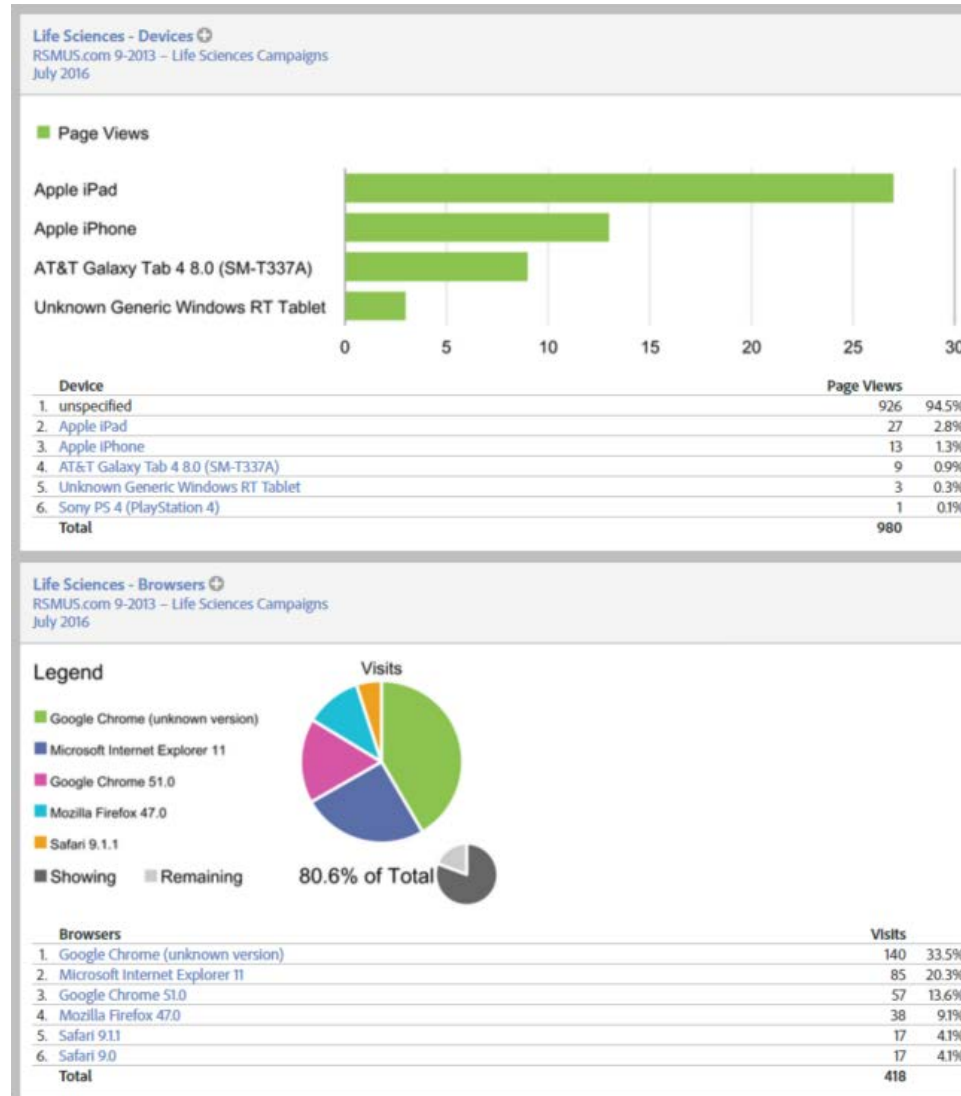 Life Sciences - Devices
RSMUS.com 9-2013 – Life Sciences Campaigns
July 2016
Page Views
Apple iPad
Apple iPhone
AT&T Galaxy Tab 4 8.0 (SM-T337A)
Unknown Generic Windows RT Tablet
0 5 10 15 20 25 30
Device Page Views
1. unspecified 926 94.5%
2. Apple iPad 27 2.8%
3. Apple iPhone 13 1.3%
4. AT&T Galaxy Tab 4 8.0 (SM-T337A) 9 0.9%
5. Unknown Generic Windows RT Tablet 3 0.3%
6. Sony PS 4 (PlayStation 4) 1 0.1%
Total 980
Life Sciences - Browsers
RSMUS.com 9-2013 – Life Sciences Campaigns
July 2016
Legend
Visits
Google Chrome (unknown version)
Microsoft Internet Explorer 11
Google Chrome 51.0
Mozilla Firefox 47.0
Safari 9.1.1
Showing Remaining 80.6% of Total
Browsers Visits
1. Google Chrome (unknown version) 140 33.5%
2. Microsoft Internet Explorer 11 85 20.3%
3. Google Chrome 51.0 57 13.6%
4. Mozilla Firefox 47.0 38 9.1%
5. Safari 9.1.1 17 4.1%
6. Safari 9.0 17 4.1%
Total 418